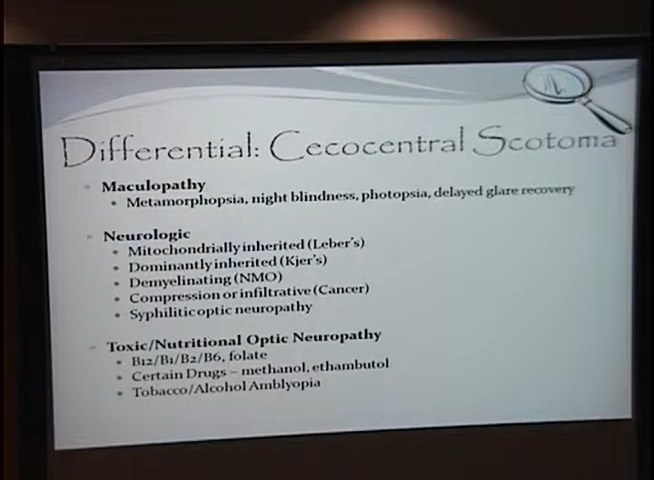 Differential: Cecocentral Scotoma
Maculopathy
Metamorphopsia, night blindness, photopsia, delayed glare recovery
Neurologic
Mitochondrially inherited (Leber's)
Dominantly inherited (Kjer's)
Demyelinating (NMO)
Compression or infiltrative (Cancer)
Syphilitic optic neuropathy
Toxic/Nutritional Optic Neuropathy
B12/B1/B2/B6, folate
Certain Drugs – methanol, ethambutol
Tobacco/Alcohol Amblyopia